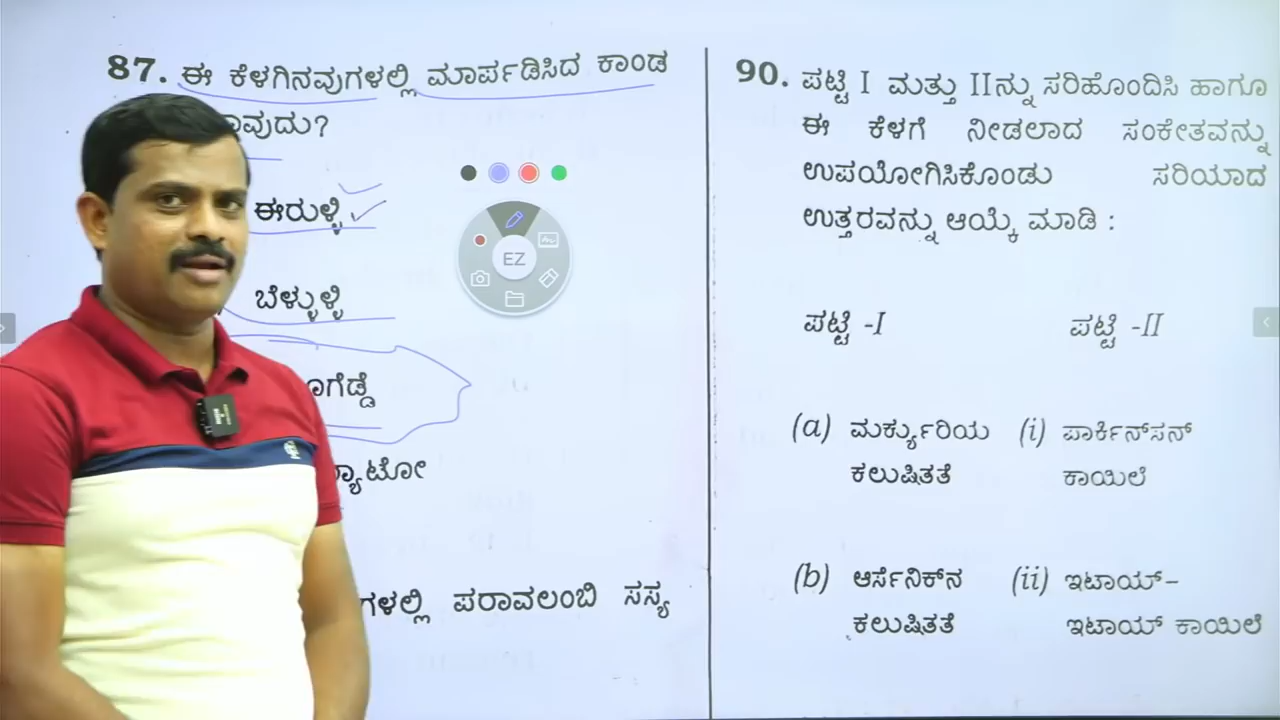 87. ಈ ಕೆಳಗಿನವುಗಳಲ್ಲಿ ಮಾರ್ಪಡಿಸಿದ ಕಾಂಡ
ಈರುಳ್ಳಿ
ಬೆಳ್ಳುಳ್ಳಿ
ಪರಾವಲಂಬಿ ಸಸ್ಯ
EZ
90. ಪಟ್ಟಿ I ಮತ್ತು IIನ್ನು ಸರಿಹೊಂದಿಸಿ ಹಾಗೂ
ಈ ಕೆಳಗೆ ನೀಡಲಾದ ಸಂಕೇತವನ್ನು
ಉಪಯೋಗಿಸಿಕೊಂಡು ಸರಿಯಾದ
ಉತ್ತರವನ್ನು ಆಯ್ಕೆ ಮಾಡಿ :
ಪಟ್ಟಿ -I ಪಟ್ಟಿ -II
(a) ಮರ್ಕ್ಯುರಿಯ (i) ಪಾರ್ಕಿನ್‌ಸನ್
ಕಲುಷಿತತೆ ಕಾಯಿಲೆ
(b) ಆರ್ಸೆನಿಕ್‌ನ (ii) ಇಟಾಯ್–
ಕಲುಷಿತತೆ ಇಟಾಯ್ ಕಾಯಿಲೆ